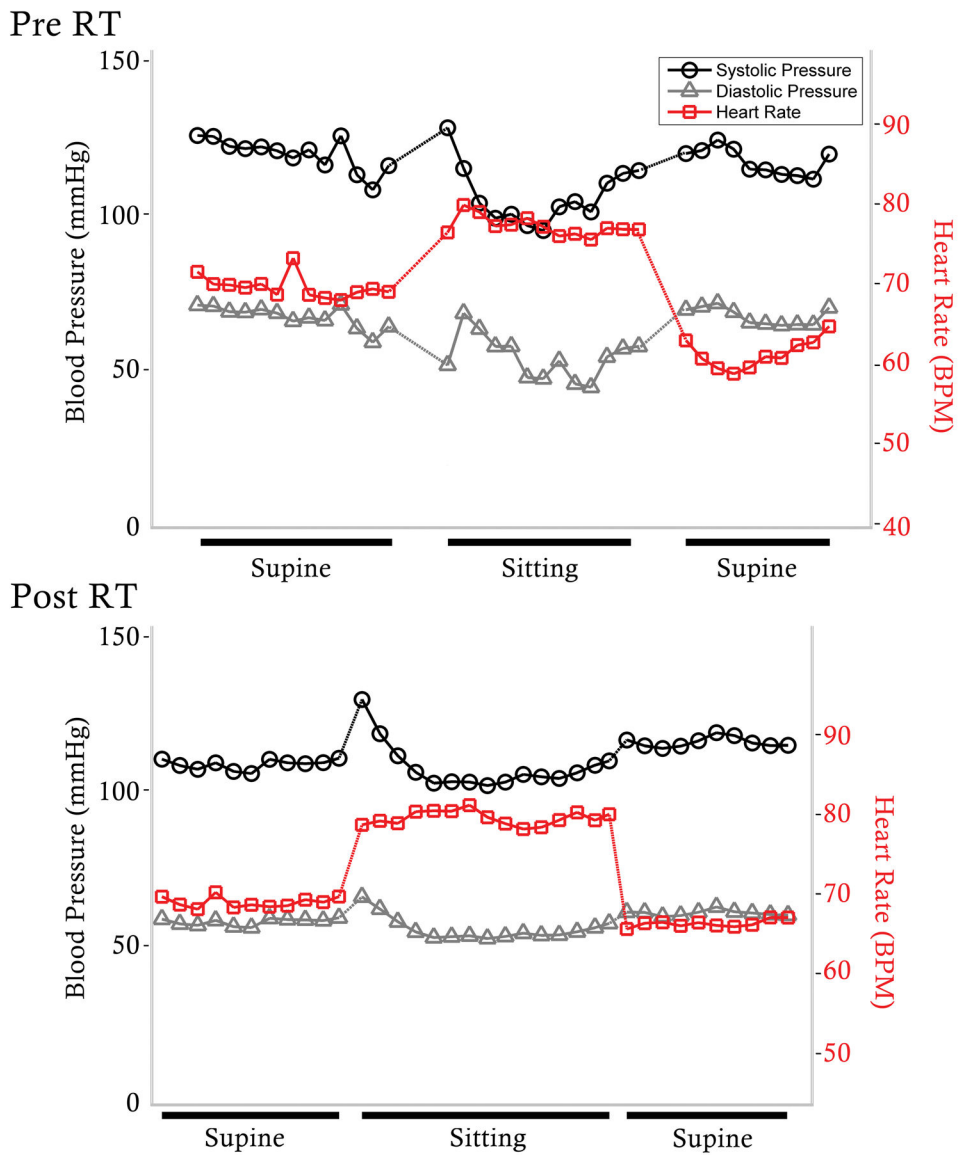 Pre RT
150
100
50
0
Blood Pressure (mmHg)
Systolic Pressure
Diastolic Pressure
Heart Rate
90
80
70
60
50
40
Heart Rate (BPM)
Supine
Sitting
Supine
Post RT
150
100
50
0
Blood Pressure (mmHg)
90
80
70
60
50
Heart Rate (BPM)
Supine
Sitting
Supine